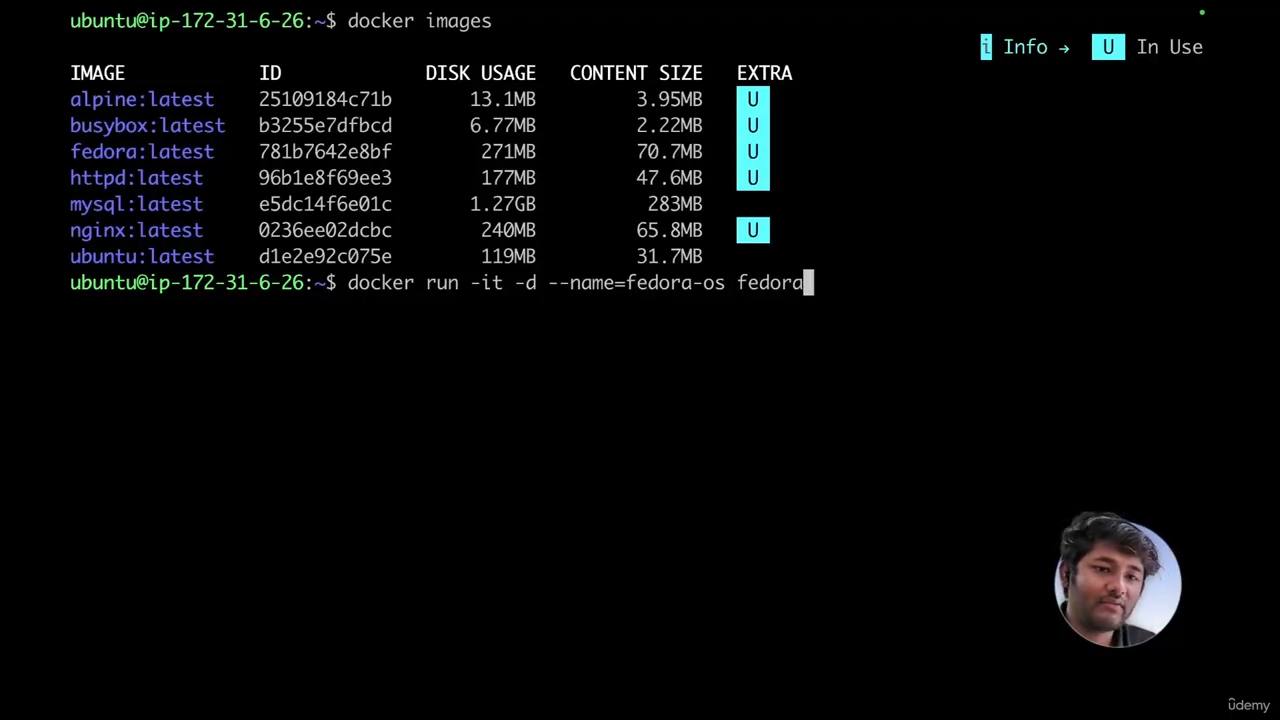 ubuntu@ip-172-31-6-26:~$ docker images
i Info → U In Use
IMAGE ID DISK USAGE CONTENT SIZE EXTRA
alpine:latest 25109184c71b 13.1MB 3.95MB U
busybox:latest b3255e7dfbcd 6.77MB 2.22MB U
fedora:latest 781b7642e8bf 271MB 70.7MB U
httpd:latest 96b1e8f69ee3 177MB 47.6MB U
mysql:latest e5dc14f6e01c 1.27GB 283MB
nginx:latest 0236ee02dcbc 240MB 65.8MB U
ubuntu:latest d1e2e92c075e 119MB 31.7MB
ubuntu@ip-172-31-6-26:~$ docker run -it -d --name=fedora-os fedora
ûdemy